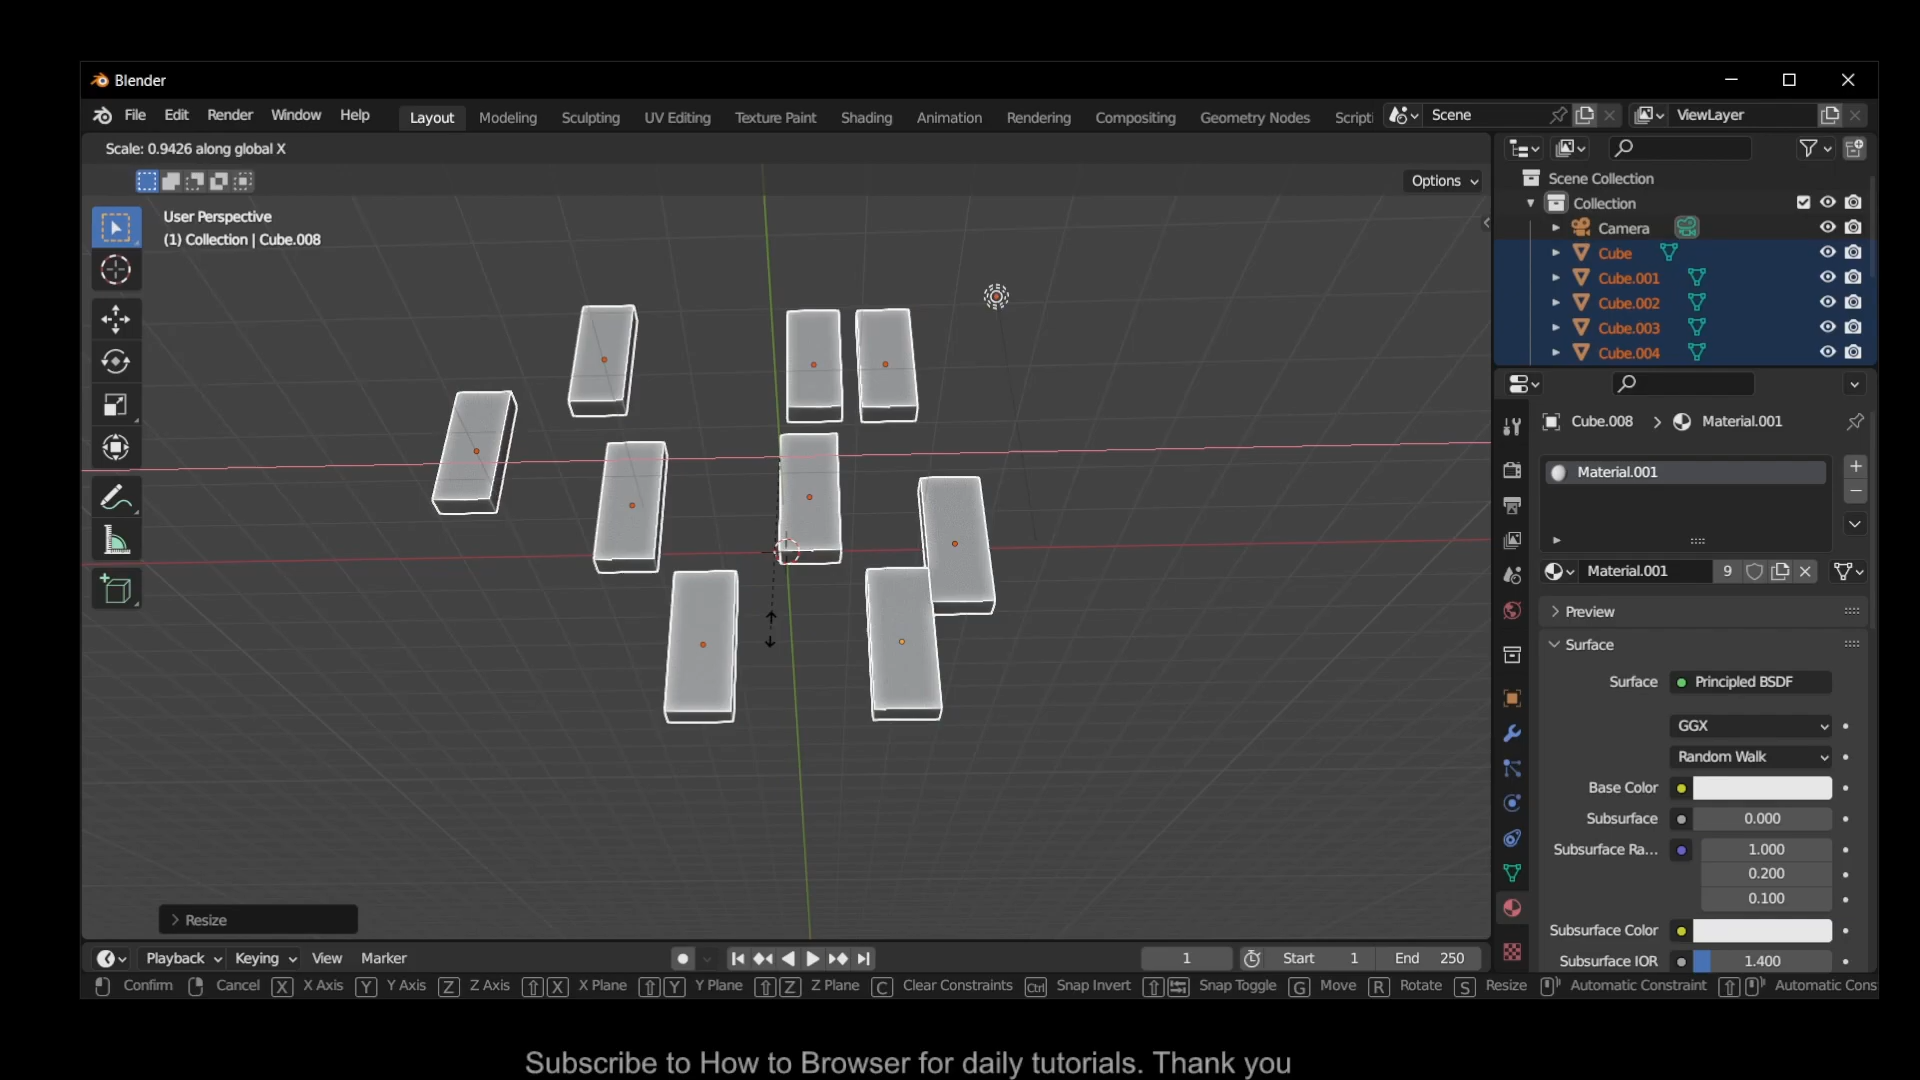 Blender
File Edit Render Window Help Layout Modeling Sculpting UV Editing Texture Paint Shading Animation Rendering Compositing Geometry Nodes Scripti Scene ViewLayer
Scale: 0.9426 along global X
Options
User Perspective
(1) Collection | Cube.008
Scene Collection
Collection
Camera
Cube
Cube.001
Cube.002
Cube.003
Cube.004
Cube.008 Material.001
Material.001
Material.001 9
Preview
Surface
Surface Principled BSDF
GGX
Random Walk
Base Color
Subsurface 0.000
Subsurface Ra... 1.000
0.200
0.100
Subsurface Color
Subsurface IOR 1.400
Resize
Playback Keying View Marker 1 Start 1 End 250
Confirm Cancel X X Axis Y Y Axis Z Z Axis X X Plane Y Y Plane Z Z Plane C Clear Constraints Ctrl Snap Invert Snap Toggle G Move R Rotate S Resize Automatic Constraint Automatic Cons
Subscribe to How to Browser for daily tutorials. Thank you